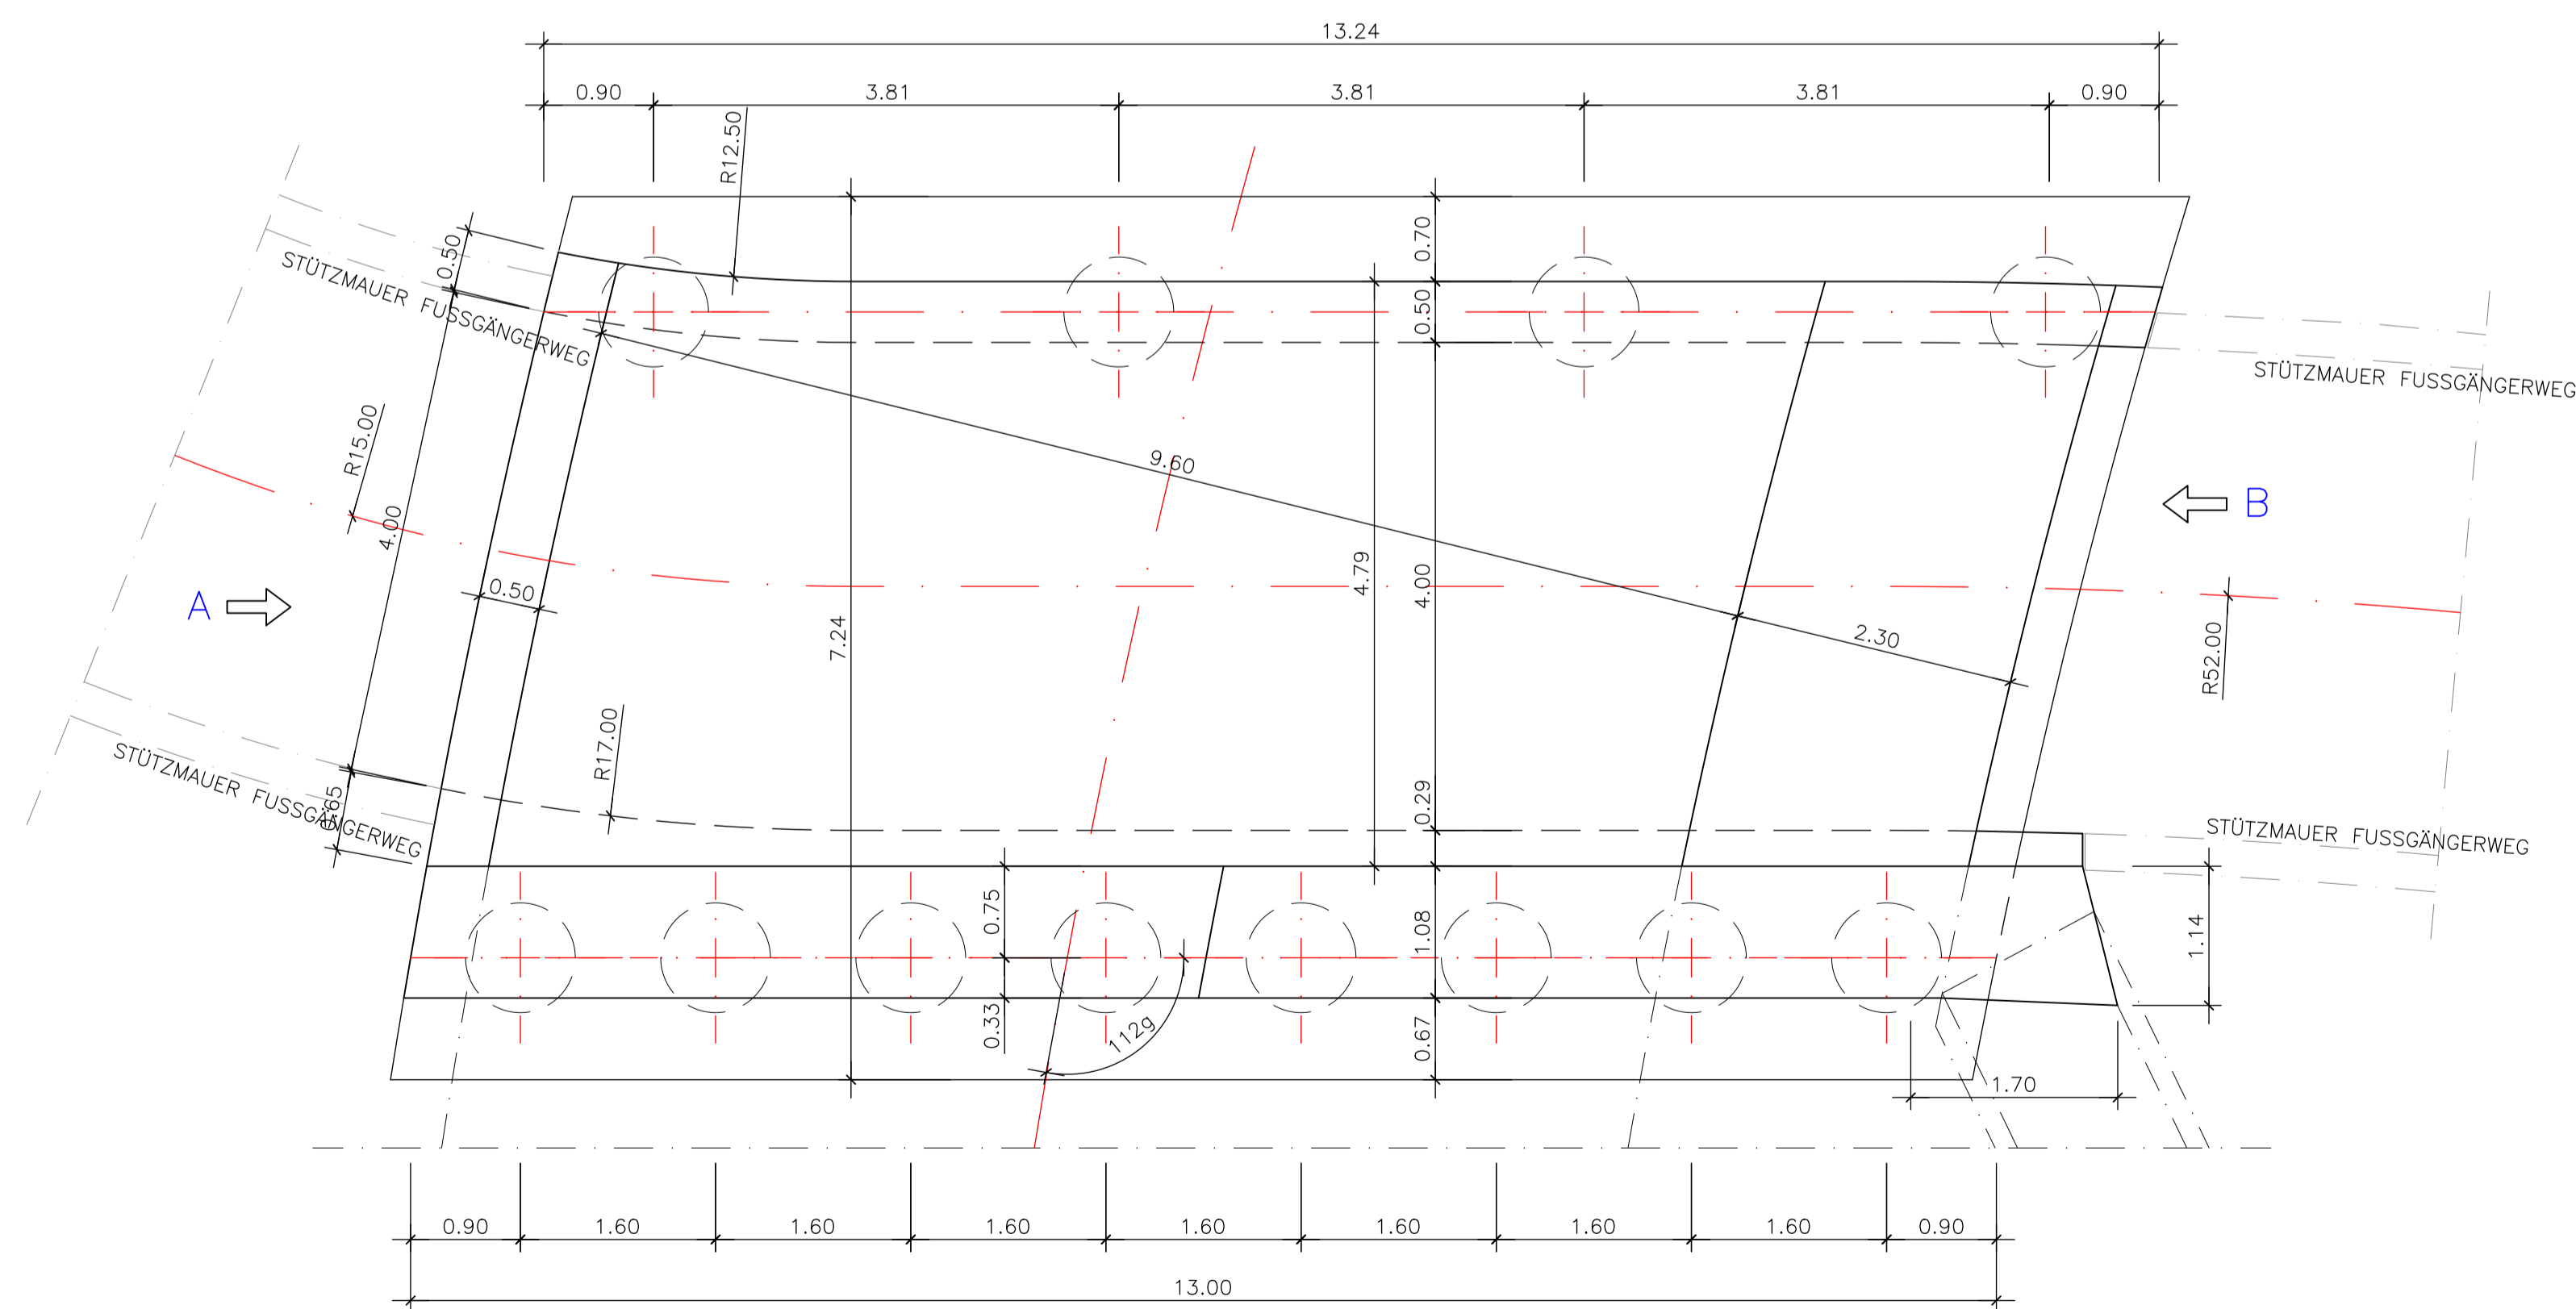 13.24
0.90 3.81 3.81 3.81 0.90
R12.50
0.70
0.50
0.50
STÜTZMAUER FUSSGÄNGERWEG
STÜTZMAUER FUSSGÄNGERWEG
R15.00
4.00
9.60
B
4.79
4.00
0.50
A
7.24
2.30
R52.00
R17.00
0.29
0.65
STÜTZMAUER FUSSGÄNGERWEG
STÜTZMAUER FUSSGÄNGERWEG
0.75
1.08
1.14
0.33
112g
0.67
1.70
0.90 1.60 1.60 1.60 1.60 1.60 1.60 1.60 0.90
13.00